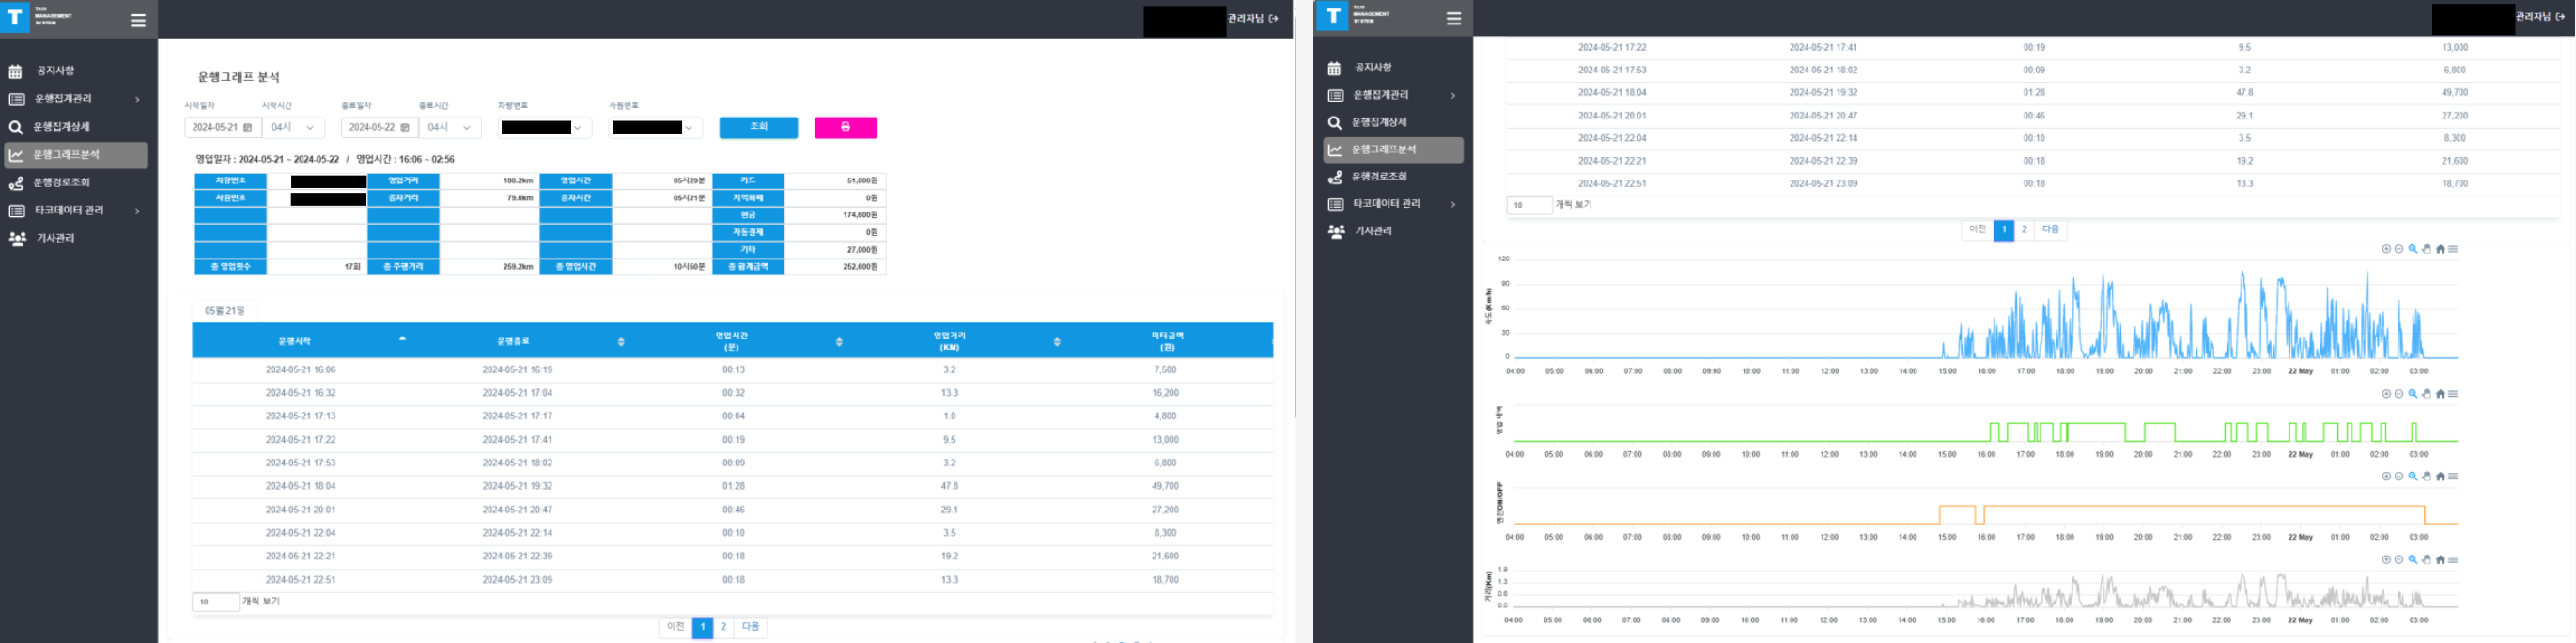 TAXI
MANAGEMENT
SYSTEM
관리자님
공지사항
운행집계관리
운행집계상세
운행그래프분석
운행경로조회
타코데이터 관리
기사관리
운행그래프 분석
시작일자 시작시간 종료일자 종료시간 차량번호 사원번호
2024-05-21 04시 2024-05-22 04시 조회
영업일자 : 2024-05-21 ~ 2024-05-22 / 영업시간 : 16:06 ~ 02:56
차량번호 영업거리 180.2km 영업시간 05시29분 카드 51,000원
사원번호 공차거리 79.0km 공차시간 05시21분 지역화폐 0원
현금 174,600원
자동결제 0원
기타 27,000원
총 영업횟수 17회 총 주행거리 259.2km 총 영업시간 10시50분 총 합계금액 252,600원
05월 21일
운행시작 운행종료 영업시간 (분) 영업거리 (KM) 미터금액 (원)
2024-05-21 16:06 2024-05-21 16:19 00:13 3.2 7,500
2024-05-21 16:32 2024-05-21 17:04 00:32 13.3 16,200
2024-05-21 17:13 2024-05-21 17:17 00:04 1.0 4,800
2024-05-21 17:22 2024-05-21 17:41 00:19 9.5 13,000
2024-05-21 17:53 2024-05-21 18:02 00:09 3.2 6,800
2024-05-21 18:04 2024-05-21 19:32 01:28 47.8 49,700
2024-05-21 20:01 2024-05-21 20:47 00:46 29.1 27,200
2024-05-21 22:04 2024-05-21 22:14 00:10 3.5 8,300
2024-05-21 22:21 2024-05-21 22:39 00:18 19.2 21,600
2024-05-21 22:51 2024-05-21 23:09 00:18 13.3 18,700
10 개씩 보기
이전 1 2 다음
TAXI
MANAGEMENT
SYSTEM
관리자님
공지사항
운행집계관리
운행집계상세
운행그래프분석
운행경로조회
타코데이터 관리
기사관리
2024-05-21 17:22 2024-05-21 17:41 00:19 9.5 13,000
2024-05-21 17:53 2024-05-21 18:02 00:09 3.2 6,800
2024-05-21 18:04 2024-05-21 19:32 01:28 47.8 49,700
2024-05-21 20:01 2024-05-21 20:47 00:46 29.1 27,200
2024-05-21 22:04 2024-05-21 22:14 00:10 3.5 8,300
2024-05-21 22:21 2024-05-21 22:39 00:18 19.2 21,600
2024-05-21 22:51 2024-05-21 23:09 00:18 13.3 18,700
10 개씩 보기
이전 1 2 다음
속도(Km/h)
120
90
60
30
0
04:00 05:00 06:00 07:00 08:00 09:00 10:00 11:00 12:00 13:00 14:00 15:00 16:00 17:00 18:00 19:00 20:00 21:00 22:00 23:00 22 May 01:00 02:00 03:00
영업 내역
04:00 05:00 06:00 07:00 08:00 09:00 10:00 11:00 12:00 13:00 14:00 15:00 16:00 17:00 18:00 19:00 20:00 21:00 22:00 23:00 22 May 01:00 02:00 03:00
엔진ON/OFF
04:00 05:00 06:00 07:00 08:00 09:00 10:00 11:00 12:00 13:00 14:00 15:00 16:00 17:00 18:00 19:00 20:00 21:00 22:00 23:00 22 May 01:00 02:00 03:00
거리(Km)
1.9
1.3
0.6
0.0
04:00 05:00 06:00 07:00 08:00 09:00 10:00 11:00 12:00 13:00 14:00 15:00 16:00 17:00 18:00 19:00 20:00 21:00 22:00 23:00 22 May 01:00 02:00 03:00